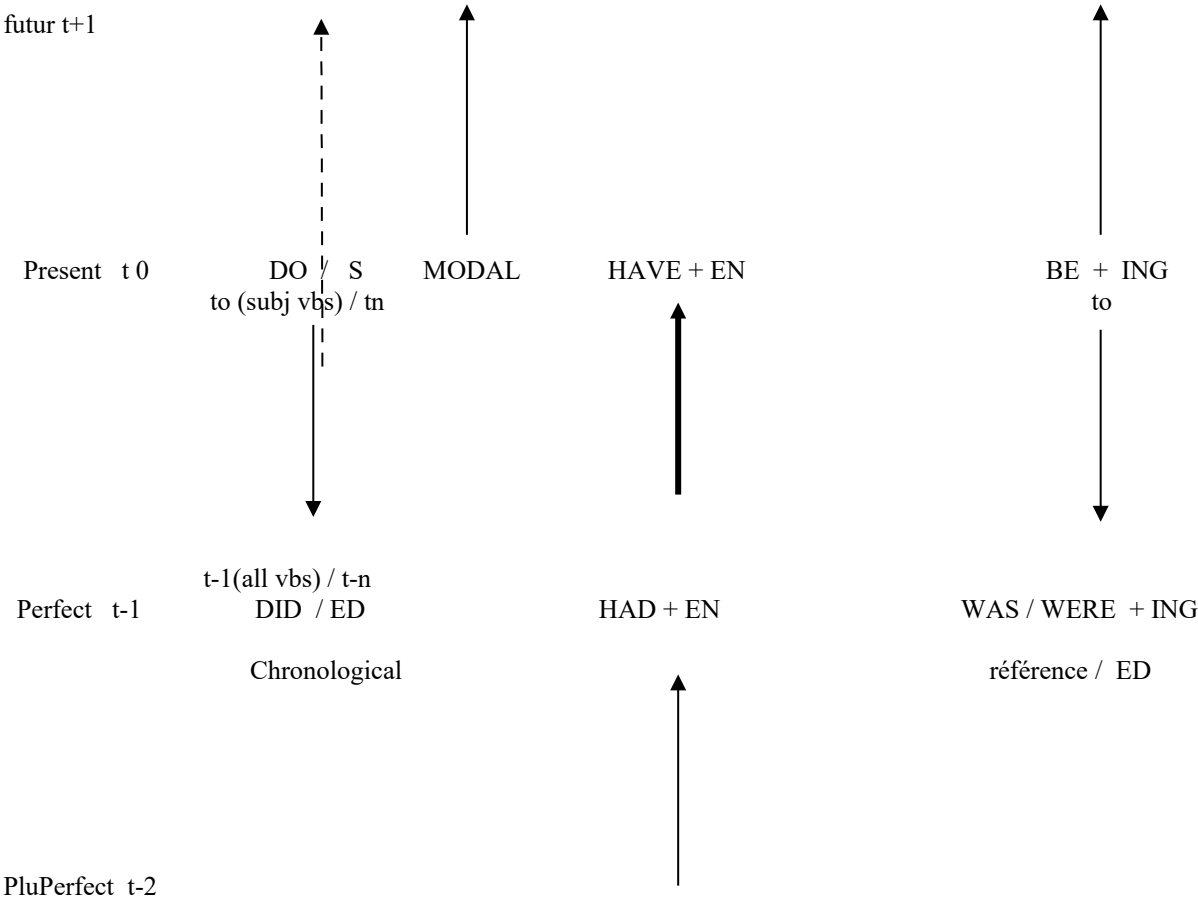 futur t+1
Present t 0 DO / S MODAL HAVE + EN BE + ING
to (subj vbs) / tn to
t-1(all vbs) / t-n
Perfect t-1 DID / ED HAD + EN WAS / WERE + ING
Chronological référence / ED
PluPerfect t-2